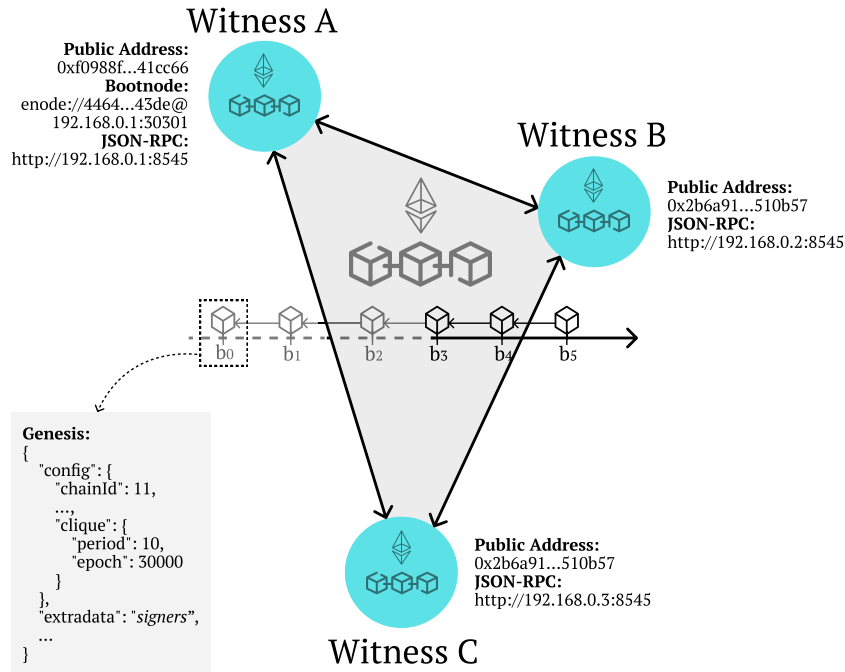 Witness A
Public Address:
0xf0988f...41cc66
Bootnode:
enode://4464...43de@
192.168.0.1:30301
JSON-RPC:
http://192.168.0.1:8545
Witness B
Public Address:
0x2b6a91...510b57
JSON-RPC:
http://192.168.0.2:8545
b0
b1
b2
b3
b4
b5
Genesis:
{
"config": {
"chainId": 11,
...,
"clique": {
"period": 10,
"epoch": 30000
}
},
"extradata": "signers”,
...
}
Public Address:
0x2b6a91...510b57
JSON-RPC:
http://192.168.0.3:8545
Witness C